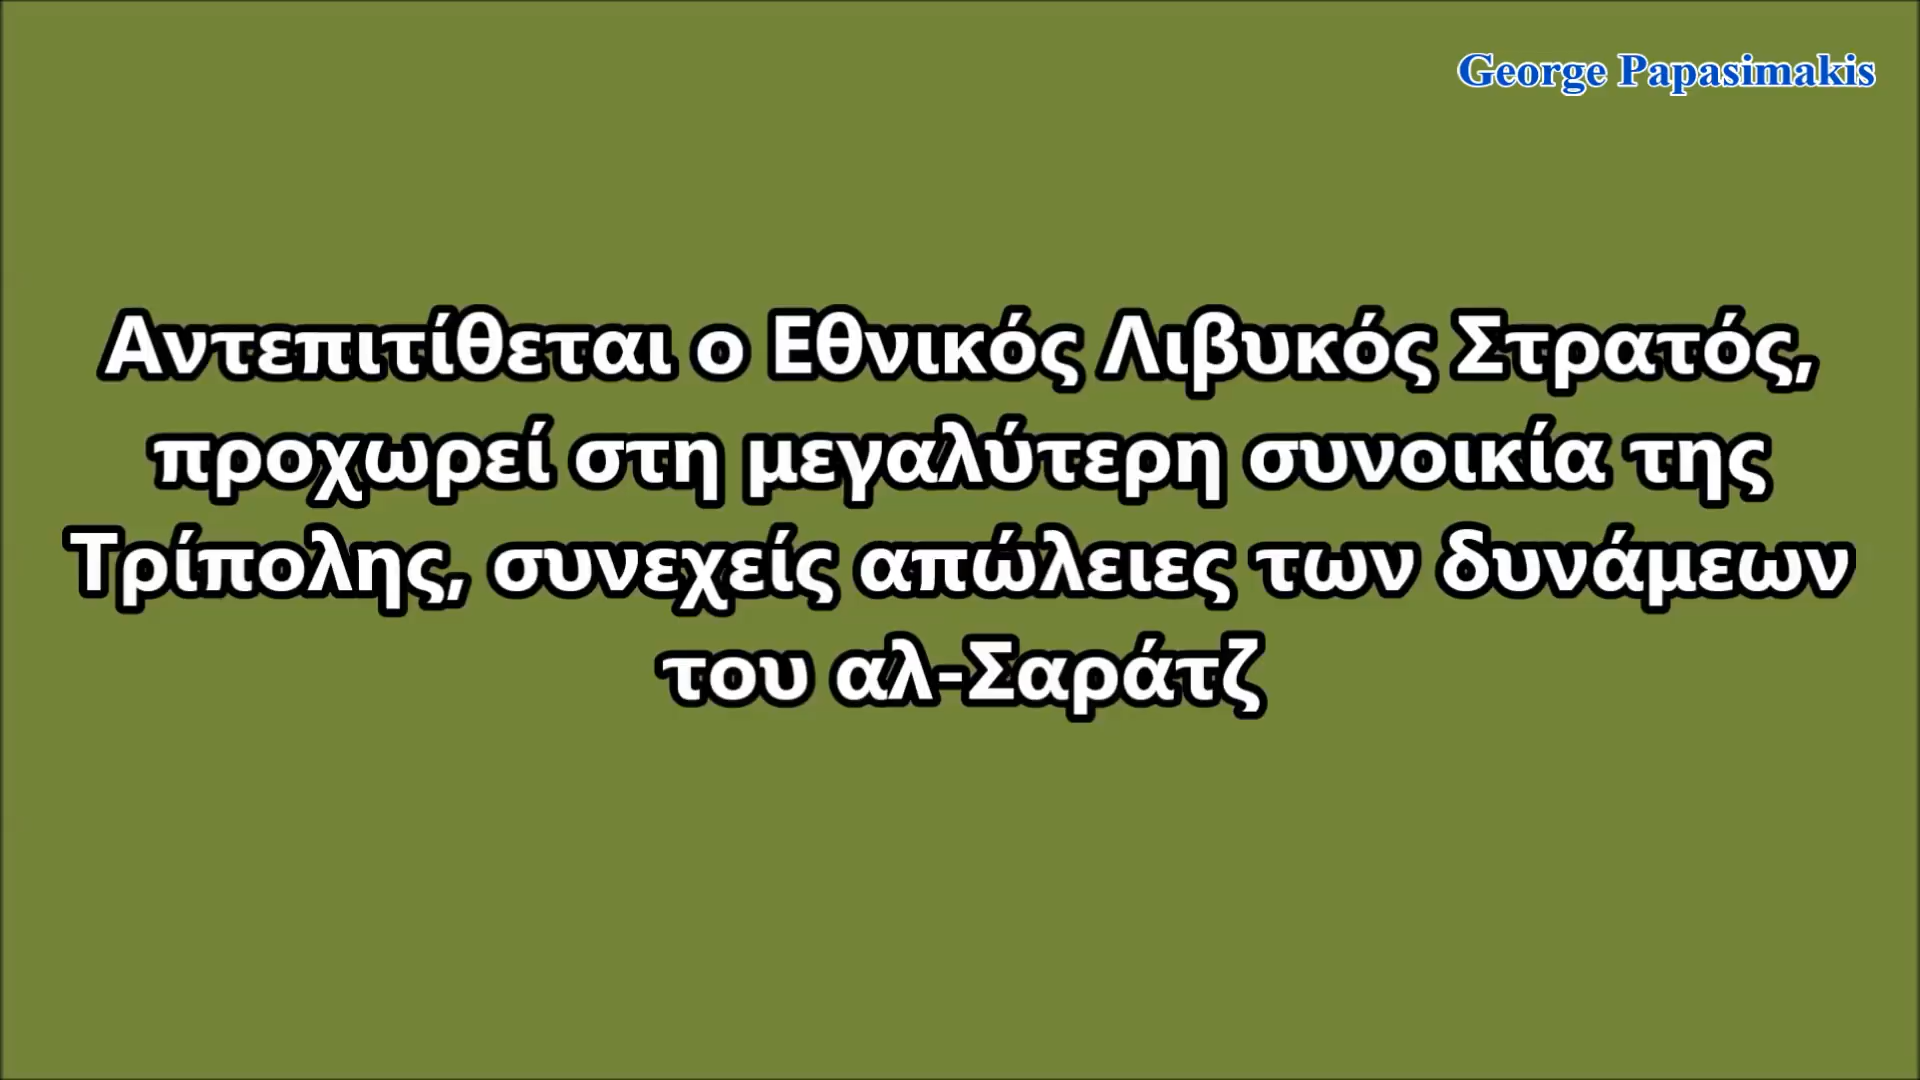 George Papasimakis
Αντεπιτίθεται ο Εθνικός Λιβυκός Στρατός,
προχωρεί στη μεγαλύτερη συνοικία της
Τρίπολης, συνεχείς απώλειες των δυνάμεων
του αλ-Σαράτζ